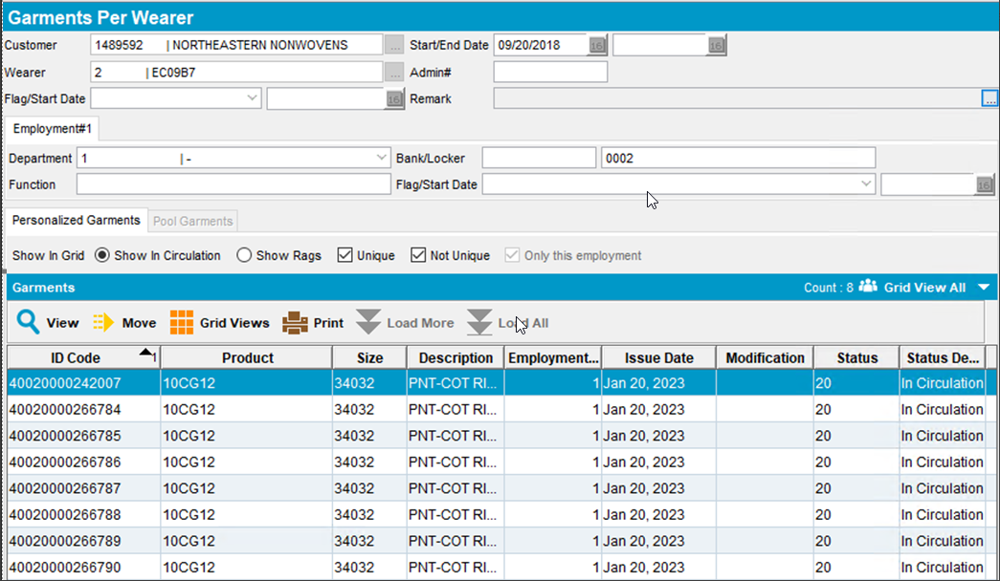 Garments Per Wearer
Customer 1489592 | NORTHEASTERN NONWOVENS ... Start/End Date 09/20/2018 16 16
Wearer 2 | EC09B7 ... Admin#
Flag/Start Date 16 Remark ...
Employment#1
Department 1 | - Bank/Locker 0002
Function Flag/Start Date 16
Personalized Garments Pool Garments
Show In Grid Show In Circulation Show Rags Unique Not Unique Only this employment
Garments Count : 8 Grid View All
View Move Grid Views Print Load More Load All
ID Code 1 Product Size Description Employment... Issue Date Modification Status Status De...
40020000242007 10CG12 34032 PNT-COT RI... 1 Jan 20, 2023 20 In Circulation
40020000266784 10CG12 34032 PNT-COT RI... 1 Jan 20, 2023 20 In Circulation
40020000266785 10CG12 34032 PNT-COT RI... 1 Jan 20, 2023 20 In Circulation
40020000266786 10CG12 34032 PNT-COT RI... 1 Jan 20, 2023 20 In Circulation
40020000266787 10CG12 34032 PNT-COT RI... 1 Jan 20, 2023 20 In Circulation
40020000266788 10CG12 34032 PNT-COT RI... 1 Jan 20, 2023 20 In Circulation
40020000266789 10CG12 34032 PNT-COT RI... 1 Jan 20, 2023 20 In Circulation
40020000266790 10CG12 34032 PNT-COT RI... 1 Jan 20, 2023 20 In Circulation